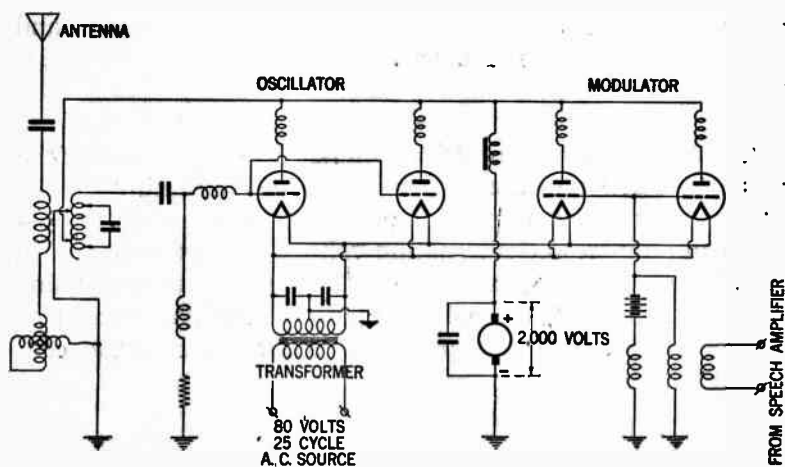 ANTENNA
OSCILLATOR
MODULATOR
+
2,000 VOLTS
−
TRANSFORMER
80 VOLTS
25 CYCLE
A.C. SOURCE
FROM SPEECH AMPLIFIER